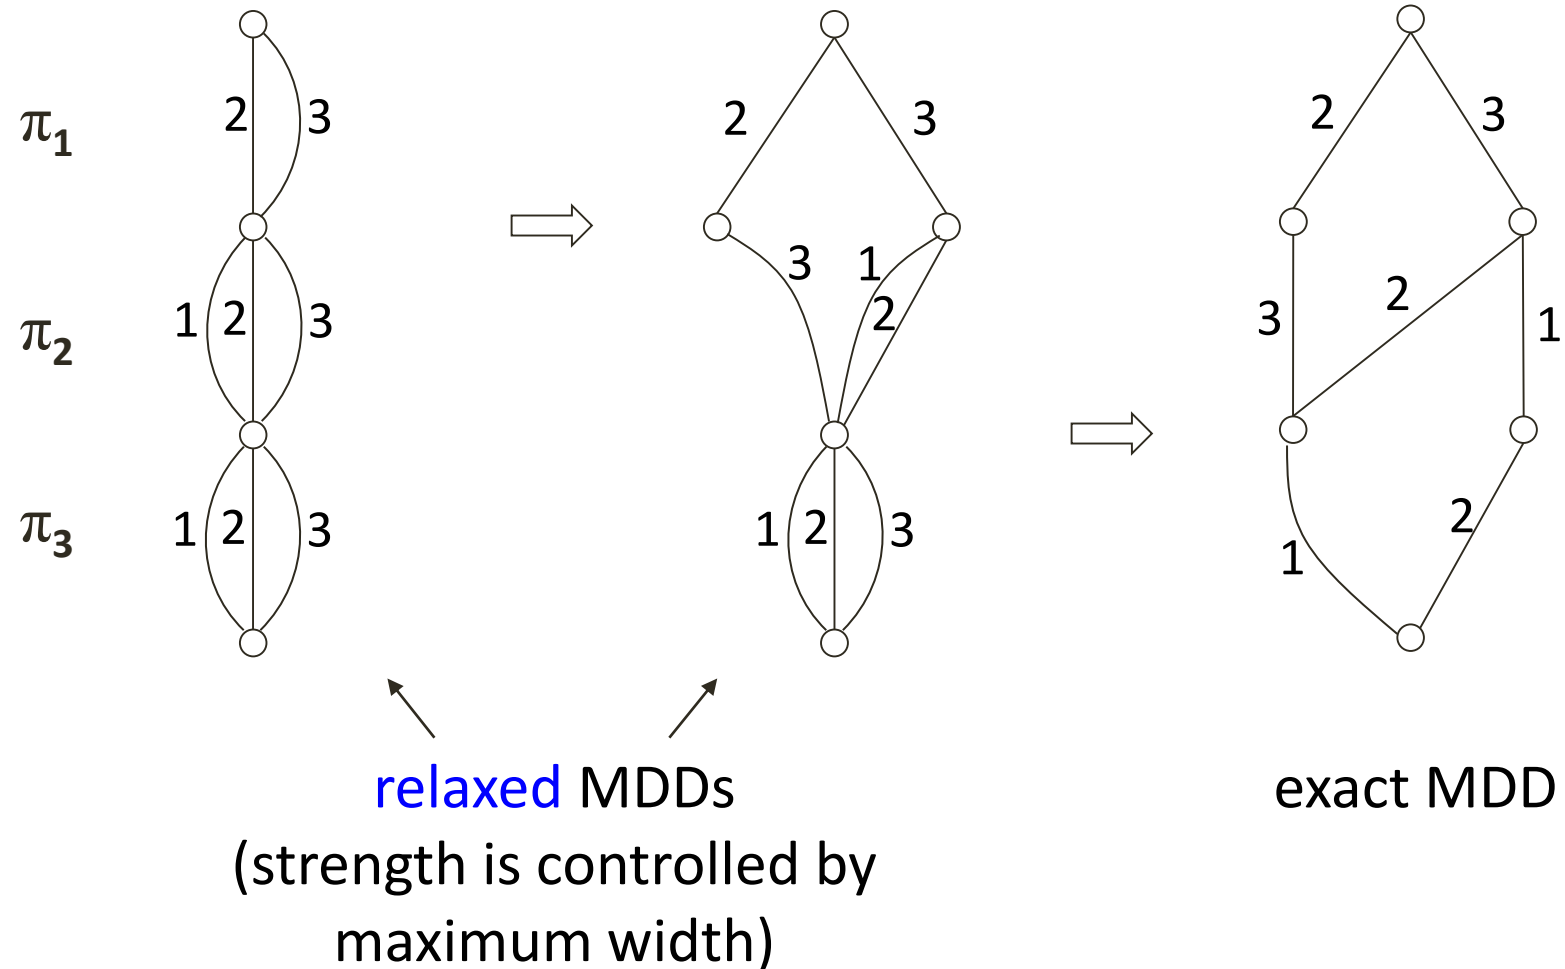 2 3 2 3 2 3
π1
3 1 2
1 2 3 3 2 1
π2
1 2 3 1 2 3 1 2
π3
relaxed MDDs exact MDD
(strength is controlled by
maximum width)